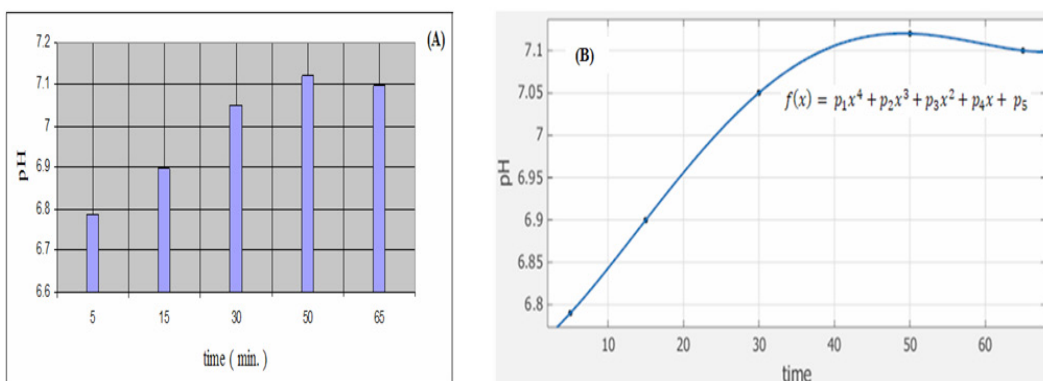 (A)
7.2
7.1
7
6.9
6.8
6.7
6.6
pH
5 15 30 50 65
time ( min. )
(B)
7.1
7.05
7
6.95
6.9
6.85
6.8
pH
f(x) = p₁x⁴ + p₂x³ + p₃x² + p₄x + p₅
10 20 30 40 50 60
time